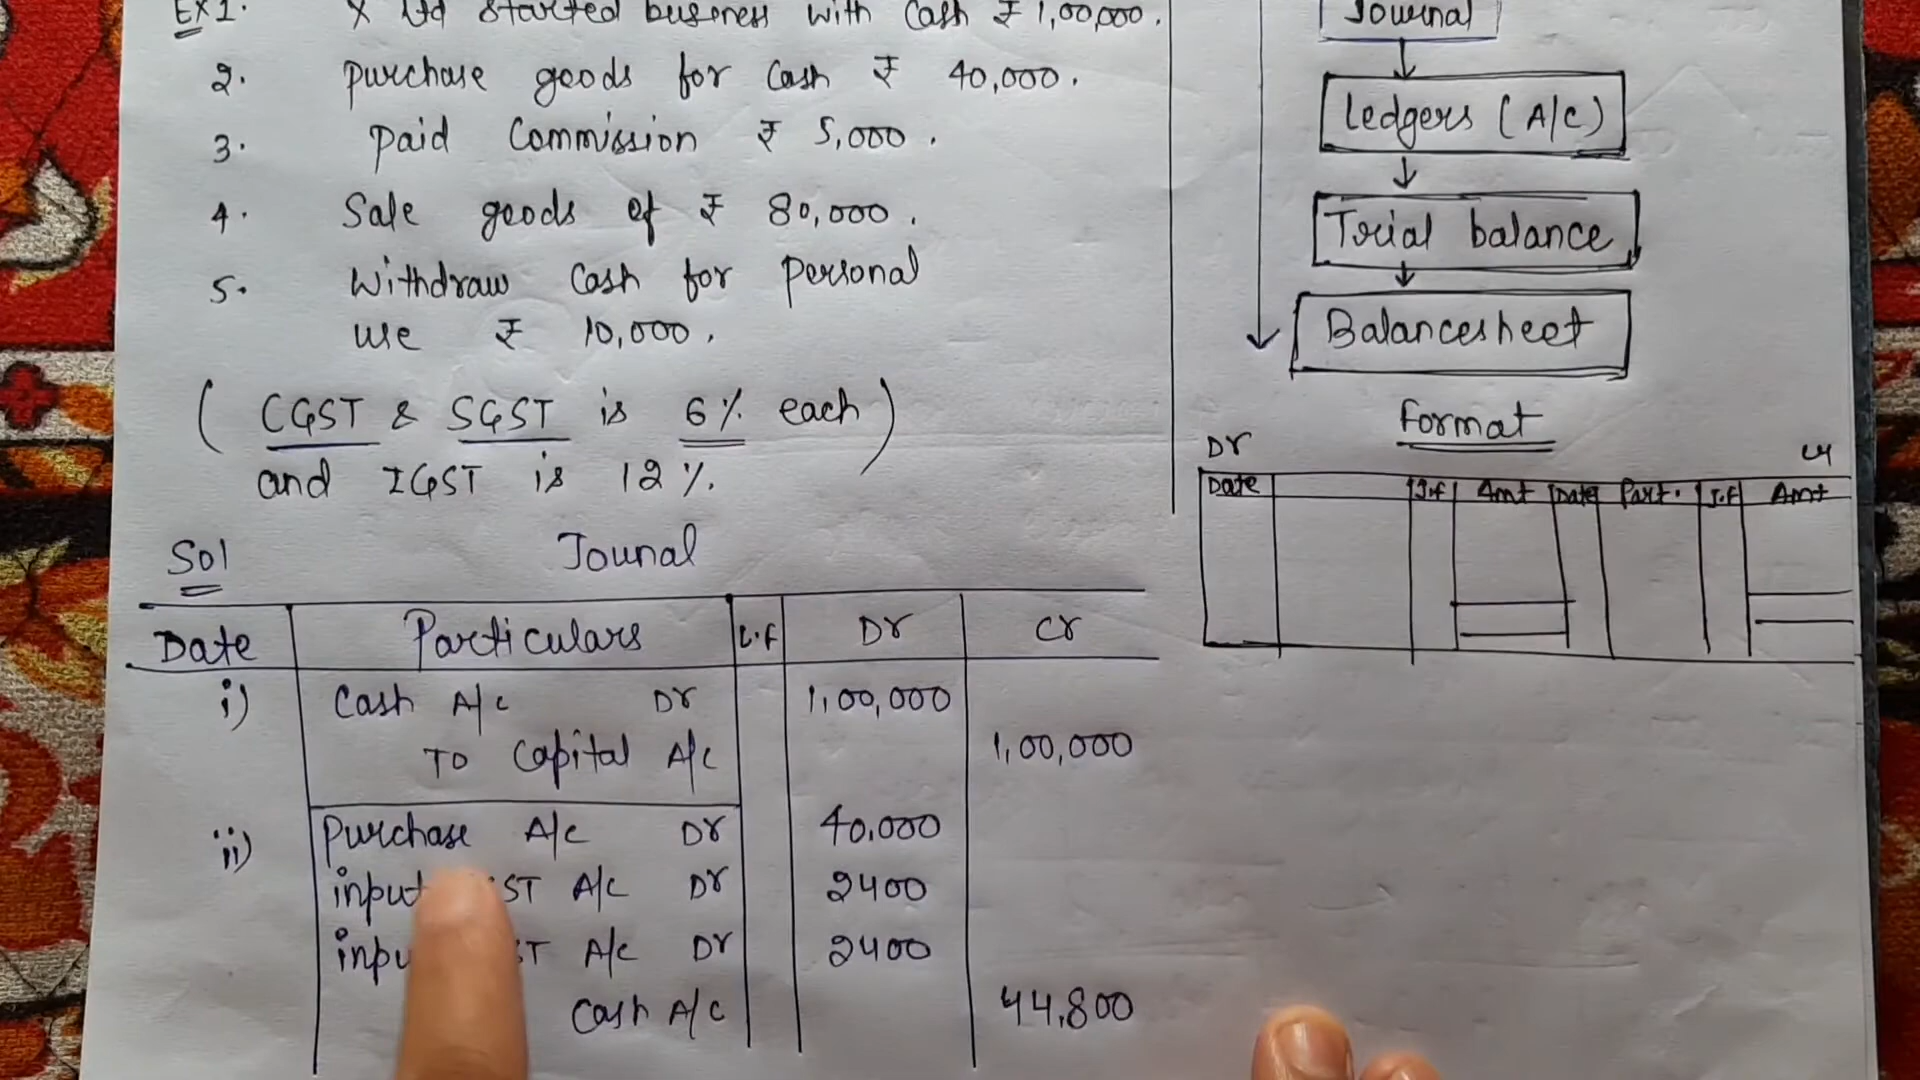 Ex 1. X Ltd started business with Cash ₹ 1,00,000.
2. purchase goods for Cash ₹ 40,000.
3. paid Commission ₹ 5,000.
4. Sale goods of ₹ 80,000.
5. Withdraw Cash for personal
use ₹ 10,000.
( CGST & SGST is 6% each )
and IGST is 12%.
Sol Jounal
Date Particulars L.f Dr Cr
i) Cash A/c Dr 1,00,000
TO Capital A/c 1,00,000
ii) Purchase A/c Dr 40,000
input ST A/c Dr 2400
inpu T A/c Dr 2400
Cash A/c 44,800
Journal
Ledgers (A/c)
Trial balance
Balancesheet
Format
Dr Cr
Date J.f Amt Date Part. J.F Amt